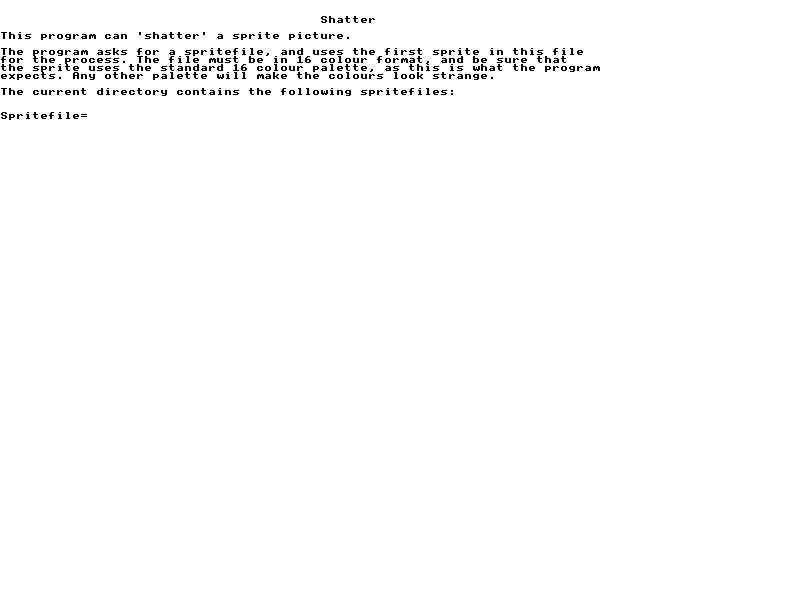 Shatter
This program can 'shatter' a sprite picture.
The program asks for a spritefile, and uses the first sprite in this file
for the process. The file must be in 16 colour format, and be sure that
the sprite uses the standard 16 colour palette, as this is what the program
expects. Any other palette will make the colours look strange.
The current directory contains the following spritefiles:
Spritefile=